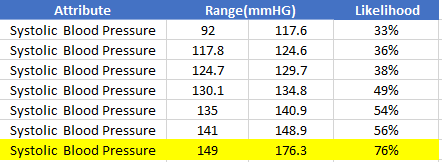 Attribute Range(mmHG) Likelihood
Systolic Blood Pressure 92 117.6 33%
Systolic Blood Pressure 117.8 124.6 36%
Systolic Blood Pressure 124.7 129.7 38%
Systolic Blood Pressure 130.1 134.8 49%
Systolic Blood Pressure 135 140.9 54%
Systolic Blood Pressure 141 148.9 56%
Systolic Blood Pressure 149 176.3 76%